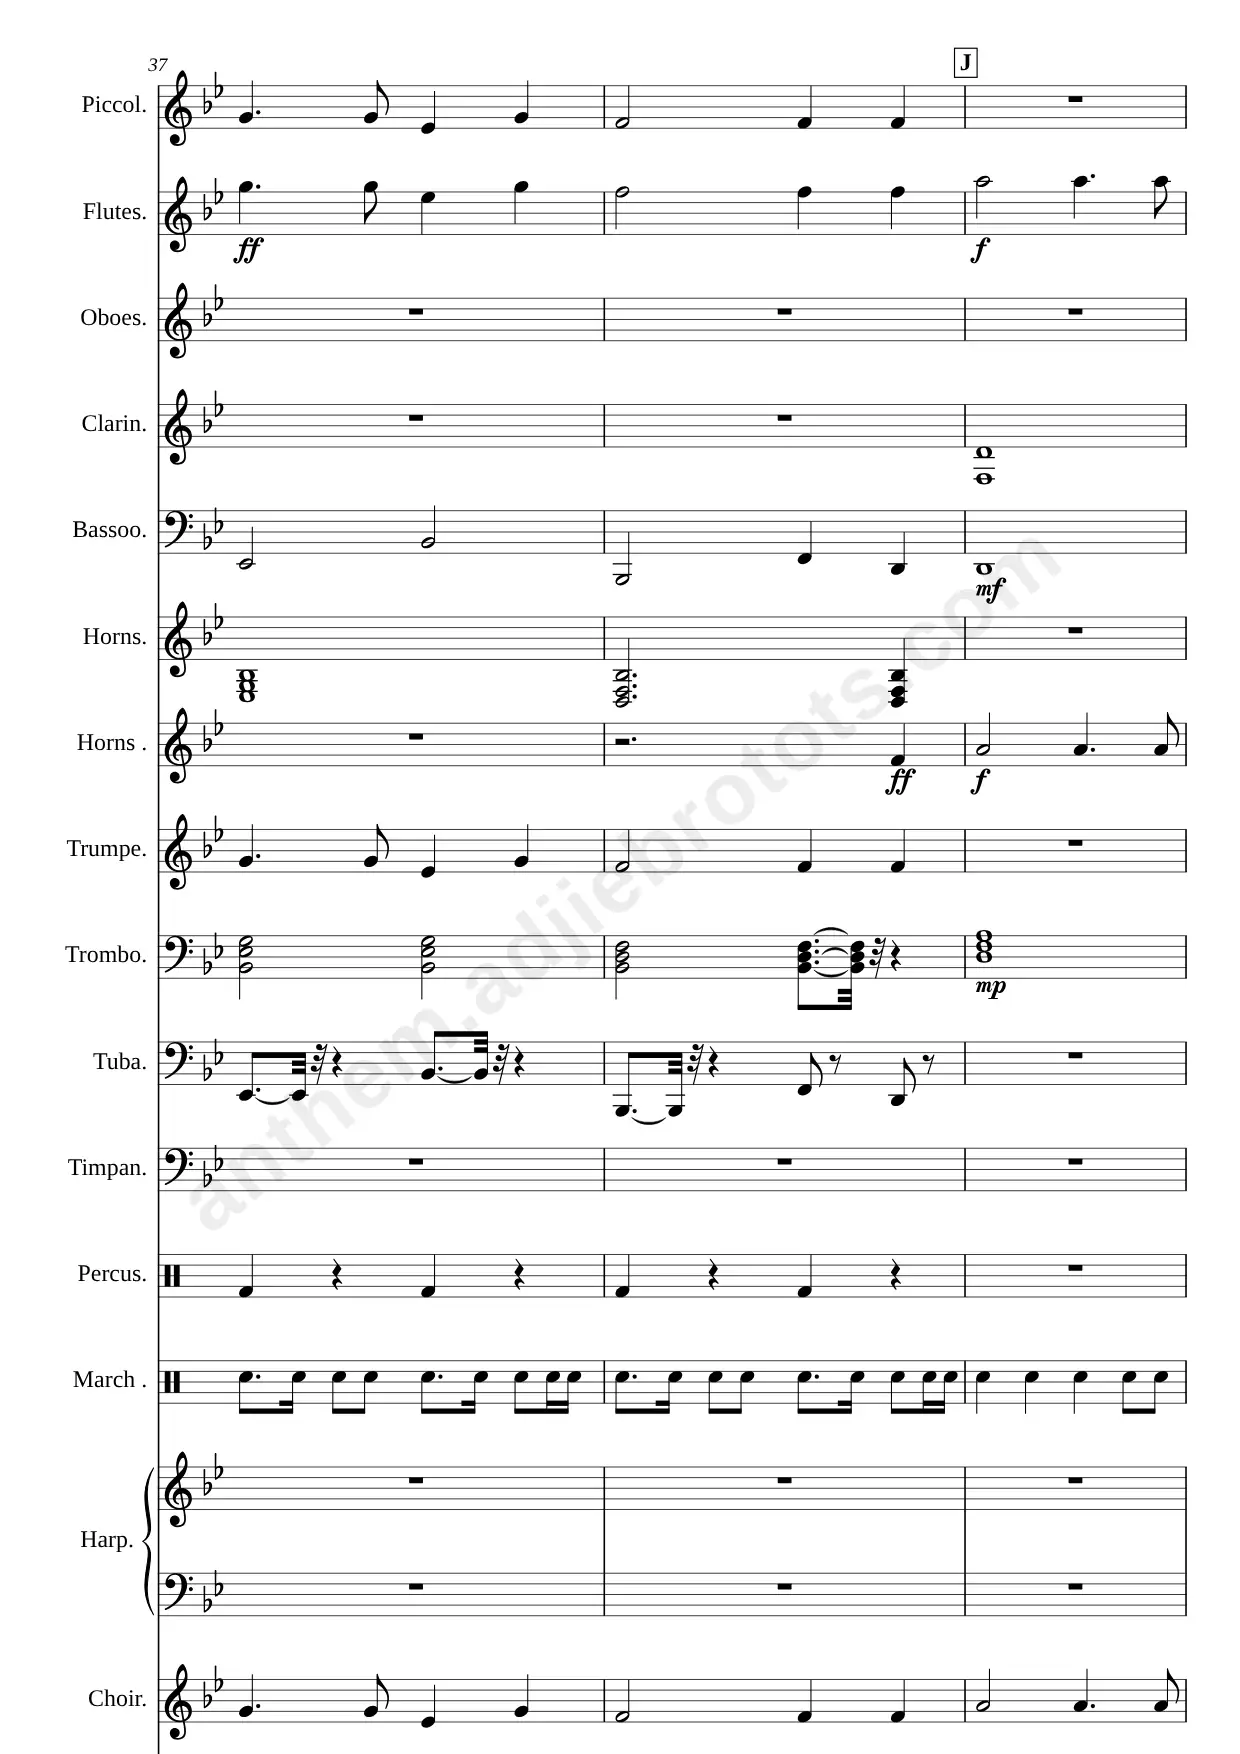 37
J
Piccol.
Flutes.
ff
f
Oboes.
Clarin.
Bassoo.
mf
Horns.
Horns .
ff
f
Trumpe.
Trombo.
mp
Tuba.
Timpan.
Percus.
March .
Harp.
Choir.
anthem.adjiebrotots.com